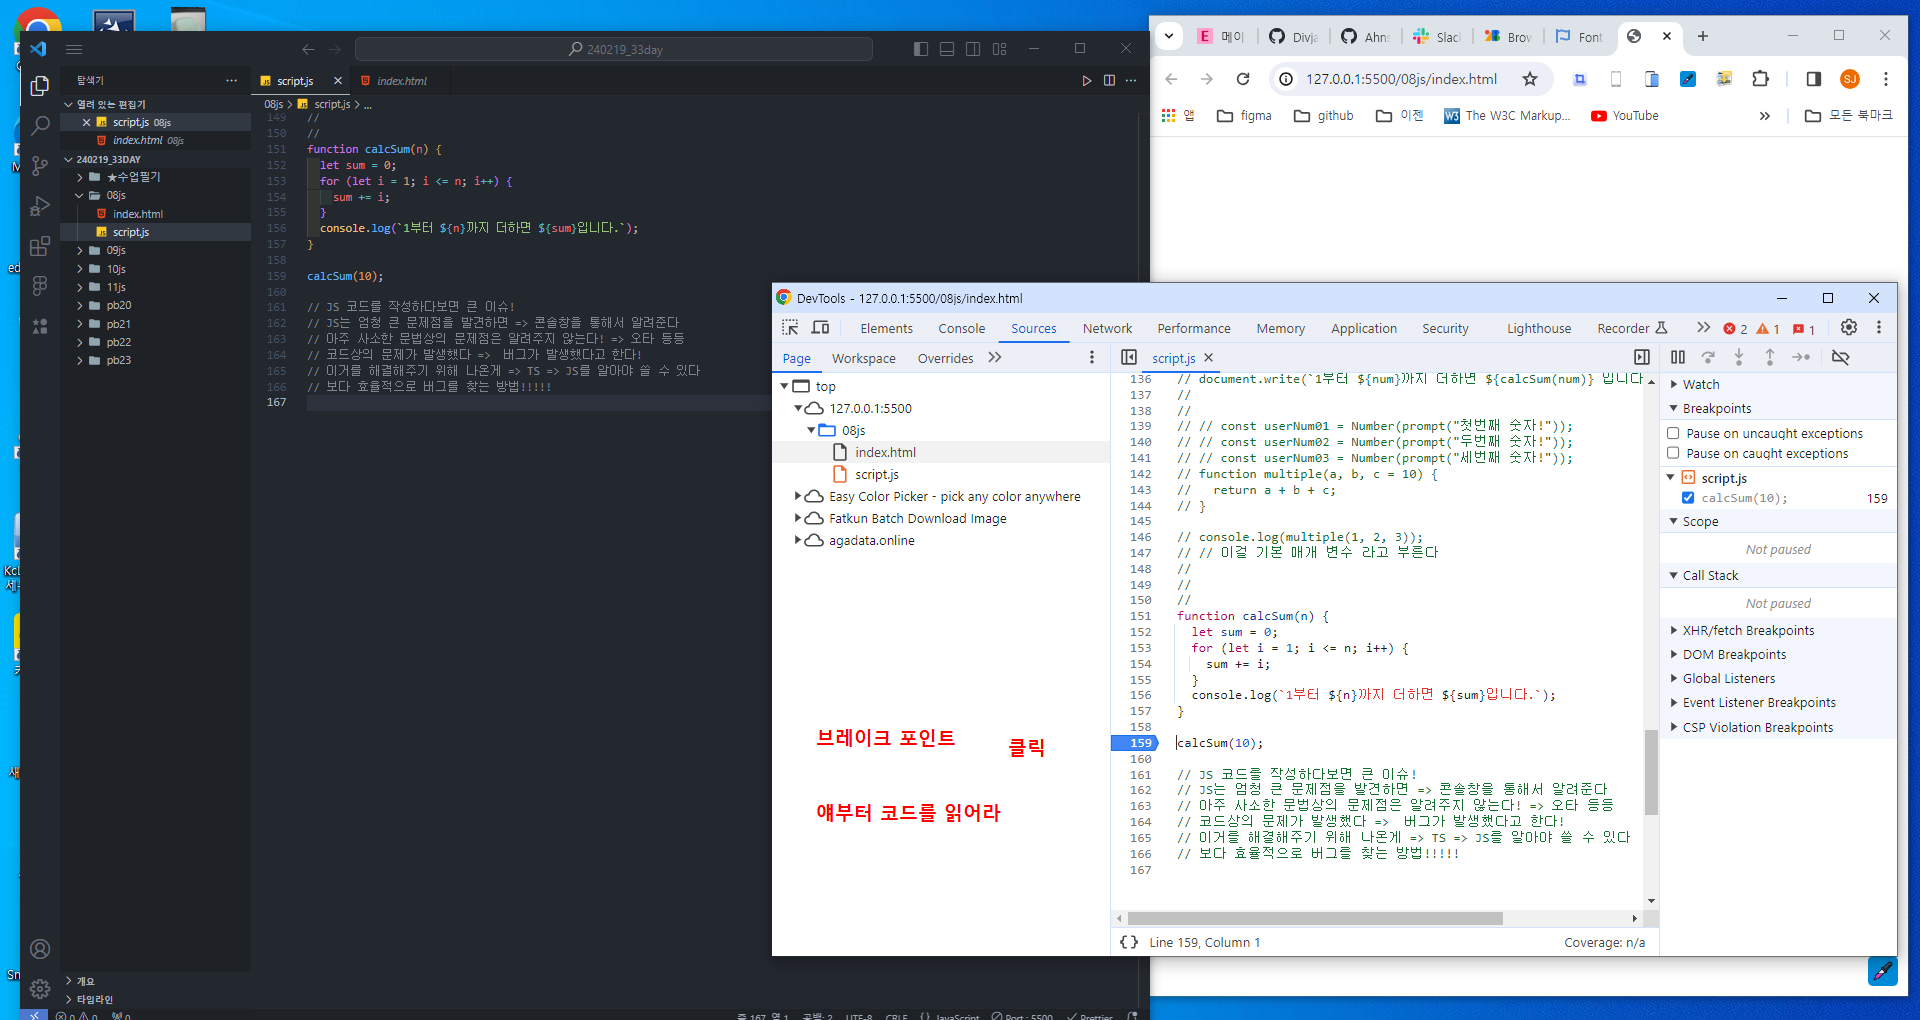 240219_33day
탐색기
script.js
index.html
열려 있는 편집기
08js > script.js > ...
script.js 08js
index.html 08js
240219_33DAY
★수업필기
08js
index.html
script.js
09js
10js
11js
pb20
pb21
pb22
pb23
개요
타임라인
149 //
150 //
151 function calcSum(n) {
152 let sum = 0;
153 for (let i = 1; i <= n; i++) {
154 sum += i;
155 }
156 console.log(`1부터 ${n}까지 더하면 ${sum}입니다.`);
157 }
158
159 calcSum(10);
160
161 // JS 코드를 작성하다보면 큰 이슈!
162 // JS는 엄청 큰 문제점을 발견하면 => 콘솔창을 통해서 알려준다
163 // 아주 사소한 문법상의 문제점은 알려주지 않는다! => 오타 등등
164 // 코드상의 문제가 발생했다 =>  버그가 발생했다고 한다!
165 // 이거를 해결해주기 위해 나온게 => TS => JS를 알아야 쓸 수 있다
166 // 보다 효율적으로 버그를 찾는 방법!!!!!
167
줄 167, 열 1 공백: 2 UTF-8 CRLF {} JavaScript Port : 5500 Prettier
메이
Divja
Ahns
Slac
Brow
Font
127.0.0.1:5500/08js/index.html
SJ
앱
figma
github
이젠
The W3C Markup...
YouTube
모든 북마크
DevTools - 127.0.0.1:5500/08js/index.html
Elements Console Sources Network Performance Memory Application Security Lighthouse Recorder 2 1 1
Page Workspace Overrides
script.js
top
127.0.0.1:5500
08js
index.html
script.js
Easy Color Picker - pick any color anywhere
Fatkun Batch Download Image
agadata.online
브레이크 포인트
클릭
얘부터 코드를 읽어라
136 // document.write(`1부터 ${num}까지 더하면 ${calcSum(num)} 입니다
137 //
138 //
139 // // const userNum01 = Number(prompt("첫번째 숫자!"));
140 // // const userNum02 = Number(prompt("두번째 숫자!"));
141 // // const userNum03 = Number(prompt("세번째 숫자!"));
142 // function multiple(a, b, c = 10) {
143 //   return a + b + c;
144 // }
145
146 // console.log(multiple(1, 2, 3));
147 // // 이걸 기본 매개 변수 라고 부른다
148 //
149 //
150 //
151 function calcSum(n) {
152 let sum = 0;
153 for (let i = 1; i <= n; i++) {
154 sum += i;
155 }
156 console.log(`1부터 ${n}까지 더하면 ${sum}입니다.`);
157 }
158
159 calcSum(10);
160
161 // JS 코드를 작성하다보면 큰 이슈!
162 // JS는 엄청 큰 문제점을 발견하면 => 콘솔창을 통해서 알려준다
163 // 아주 사소한 문법상의 문제점은 알려주지 않는다! => 오타 등등
164 // 코드상의 문제가 발생했다 =>  버그가 발생했다고 한다!
165 // 이거를 해결해주기 위해 나온게 => TS => JS를 알아야 쓸 수 있다
166 // 보다 효율적으로 버그를 찾는 방법!!!!!
167
{} Line 159, Column 1
Coverage: n/a
Watch
Breakpoints
Pause on uncaught exceptions
Pause on caught exceptions
script.js
calcSum(10); 159
Scope
Not paused
Call Stack
Not paused
XHR/fetch Breakpoints
DOM Breakpoints
Global Listeners
Event Listener Breakpoints
CSP Violation Breakpoints